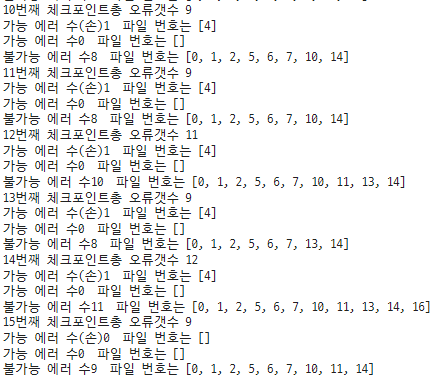 10번째 체크포인트총 오류갯수 9
가능 에러 수(손)1  파일 번호는 [4]
가능 에러 수0  파일 번호는 []
불가능 에러 수8  파일 번호는 [0, 1, 2, 5, 6, 7, 10, 14]
11번째 체크포인트총 오류갯수 9
가능 에러 수(손)1  파일 번호는 [4]
가능 에러 수0  파일 번호는 []
불가능 에러 수8  파일 번호는 [0, 1, 2, 5, 6, 7, 10, 14]
12번째 체크포인트총 오류갯수 11
가능 에러 수(손)1  파일 번호는 [4]
가능 에러 수0  파일 번호는 []
불가능 에러 수10  파일 번호는 [0, 1, 2, 5, 6, 7, 10, 11, 13, 14]
13번째 체크포인트총 오류갯수 9
가능 에러 수(손)1  파일 번호는 [4]
가능 에러 수0  파일 번호는 []
불가능 에러 수8  파일 번호는 [0, 1, 2, 5, 6, 7, 13, 14]
14번째 체크포인트총 오류갯수 12
가능 에러 수(손)1  파일 번호는 [4]
가능 에러 수0  파일 번호는 []
불가능 에러 수11  파일 번호는 [0, 1, 2, 5, 6, 7, 10, 11, 13, 14, 16]
15번째 체크포인트총 오류갯수 9
가능 에러 수(손)0  파일 번호는 []
가능 에러 수0  파일 번호는 []
불가능 에러 수9  파일 번호는 [0, 1, 2, 5, 6, 7, 10, 11, 14]